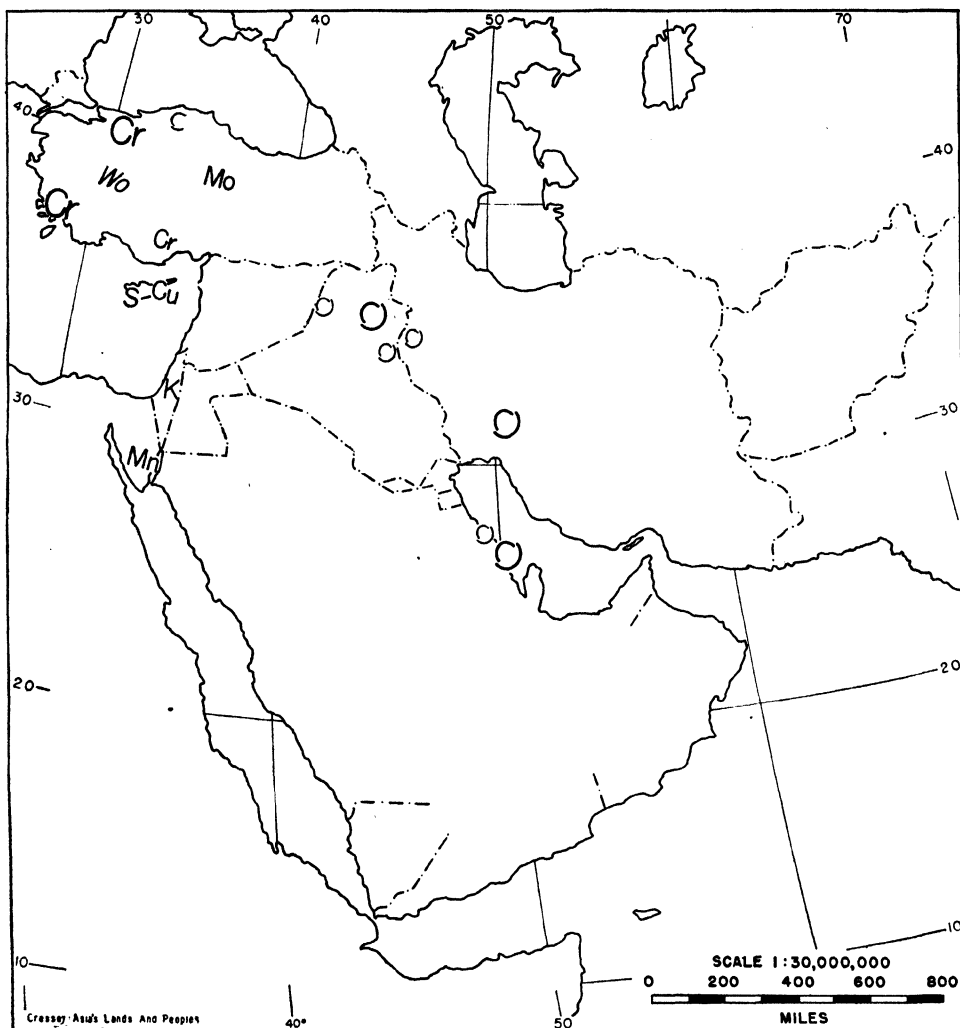 30 40 50 70
40
Cr C
40
Wo Mo
Cr
Cr
S-Cu
O O
O O
30
K
O
30
Mn
O
O
20
20
10
10
SCALE 1:30,000,000
0 200 400 600 800
MILES
Cressey: Asia's Lands And Peoples
40°
50